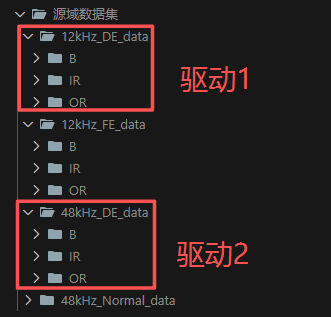 源域数据集
12kHz_DE_data
B
IR
OR
驱动1
12kHz_FE_data
B
IR
OR
48kHz_DE_data
B
IR
OR
驱动2
48kHz_Normal_data